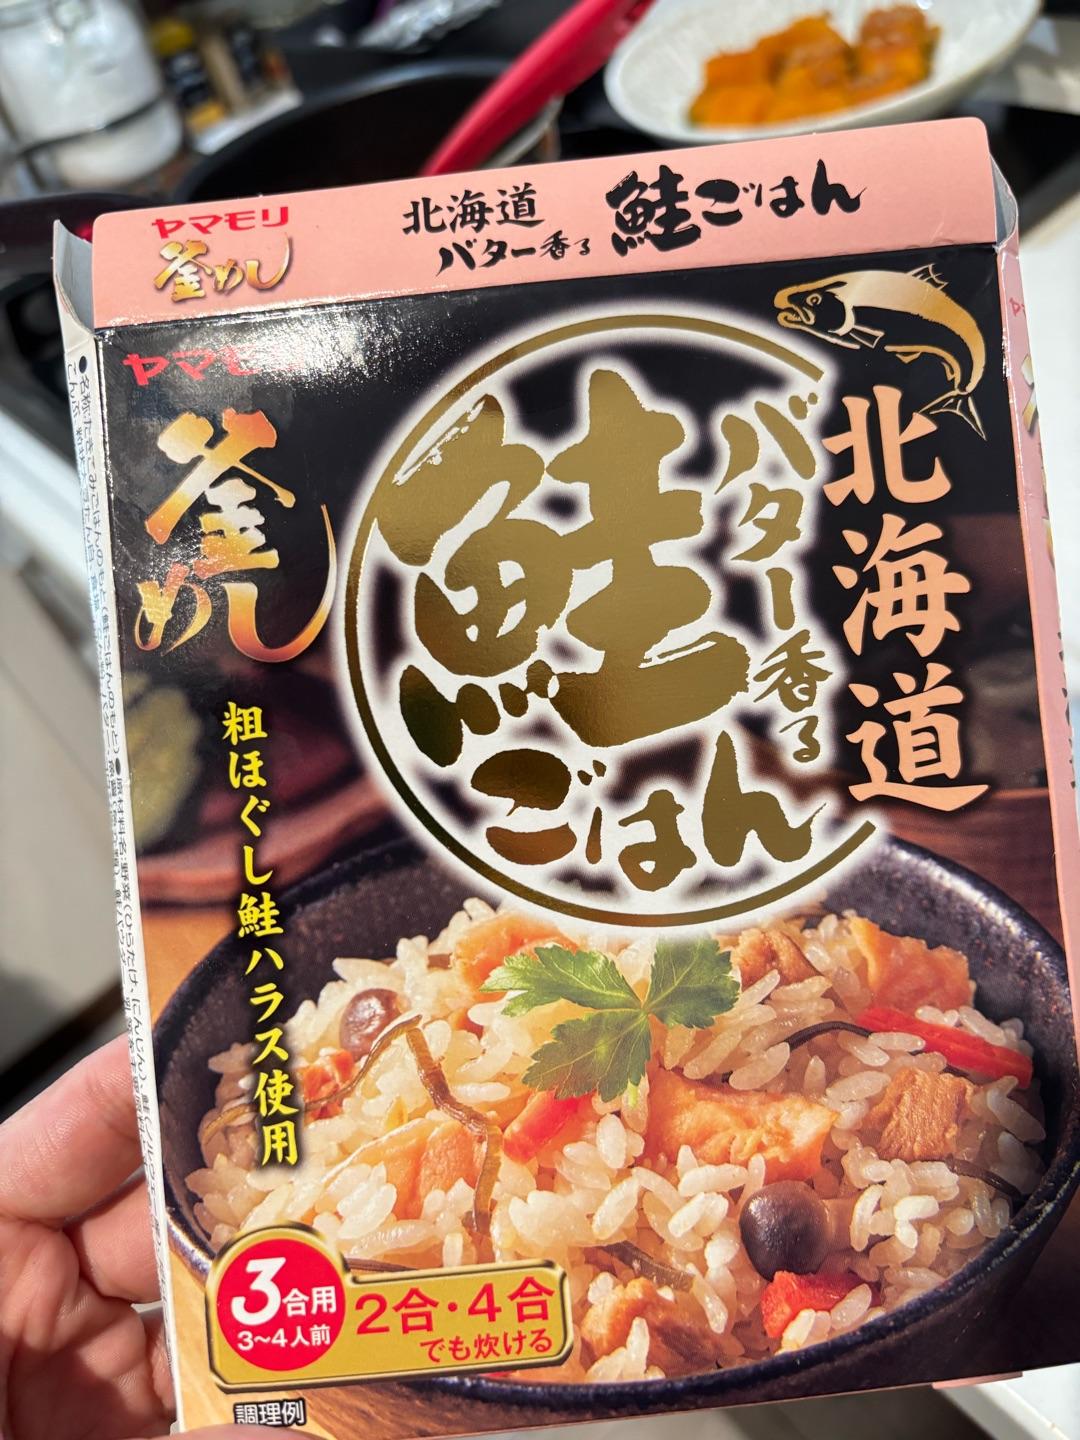 ヤマモリ
釜めし
北海道
バター香る
鮭ごはん
ヤマモリ
釜めし
北海道
バター香る
鮭
ごはん
粗ほぐし鮭ハラス使用
3合用
3~4人前
2合・4合
でも炊ける
調理例